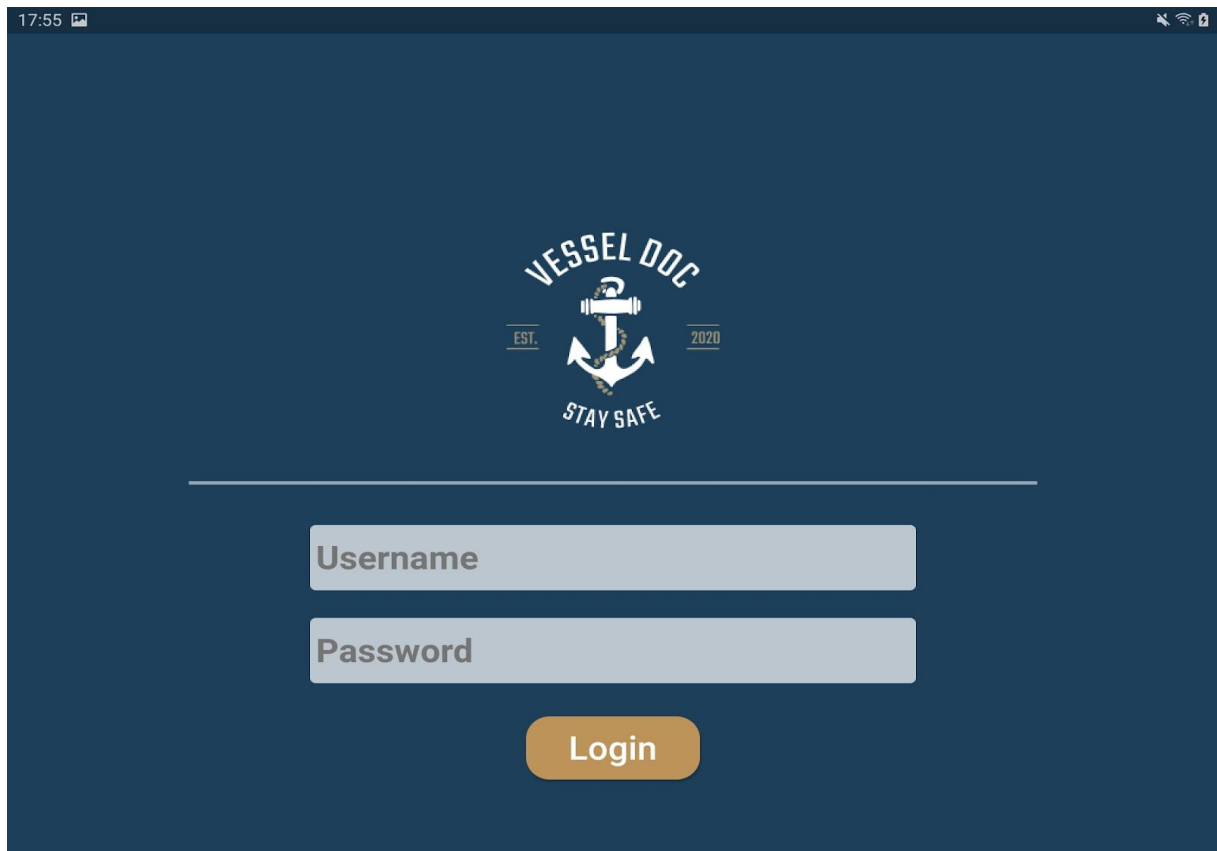 17:55
VESSEL DOC
EST. 2020
STAY SAFE
Username
Password
Login